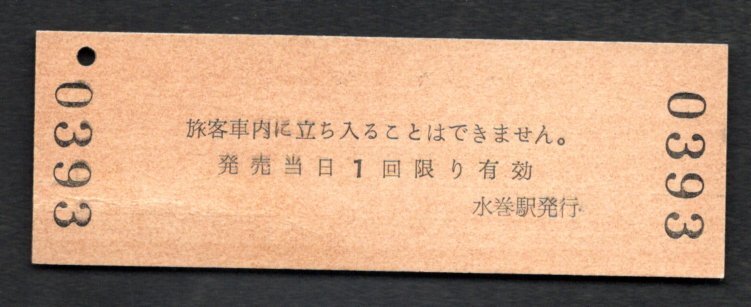 0393
旅客車内に立ち入ることはできません。
発売当日1回限り有効
水巻駅発行
0393